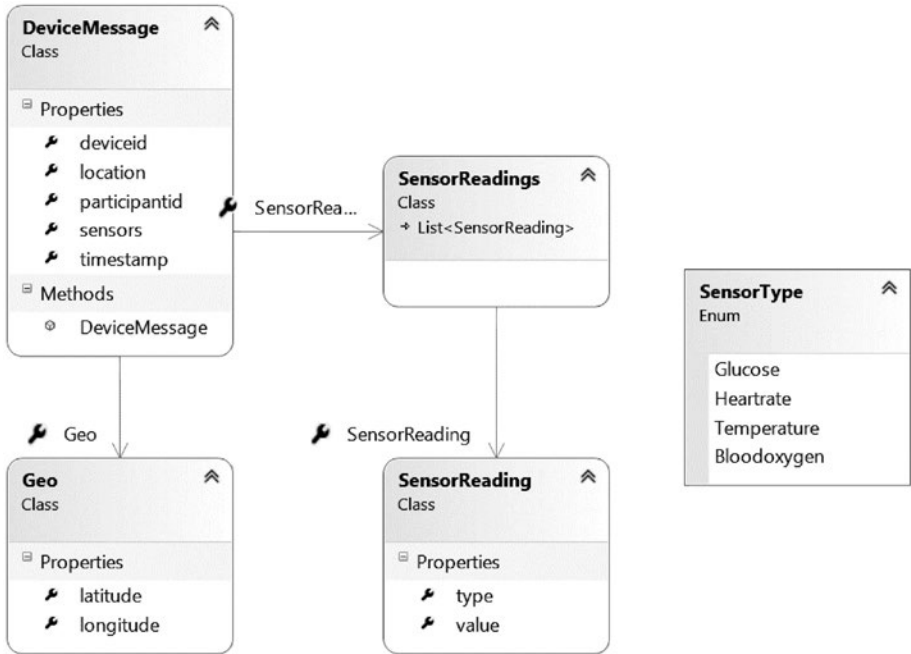 DeviceMessage
Class
Properties
deviceid
location
participantid
sensors
timestamp
Methods
DeviceMessage
SensorRea...
SensorReadings
Class
List<SensorReading>
SensorType
Enum
Glucose
Heartrate
Temperature
Bloodoxygen
Geo
SensorReading
Geo
Class
Properties
latitude
longitude
SensorReading
Class
Properties
type
value